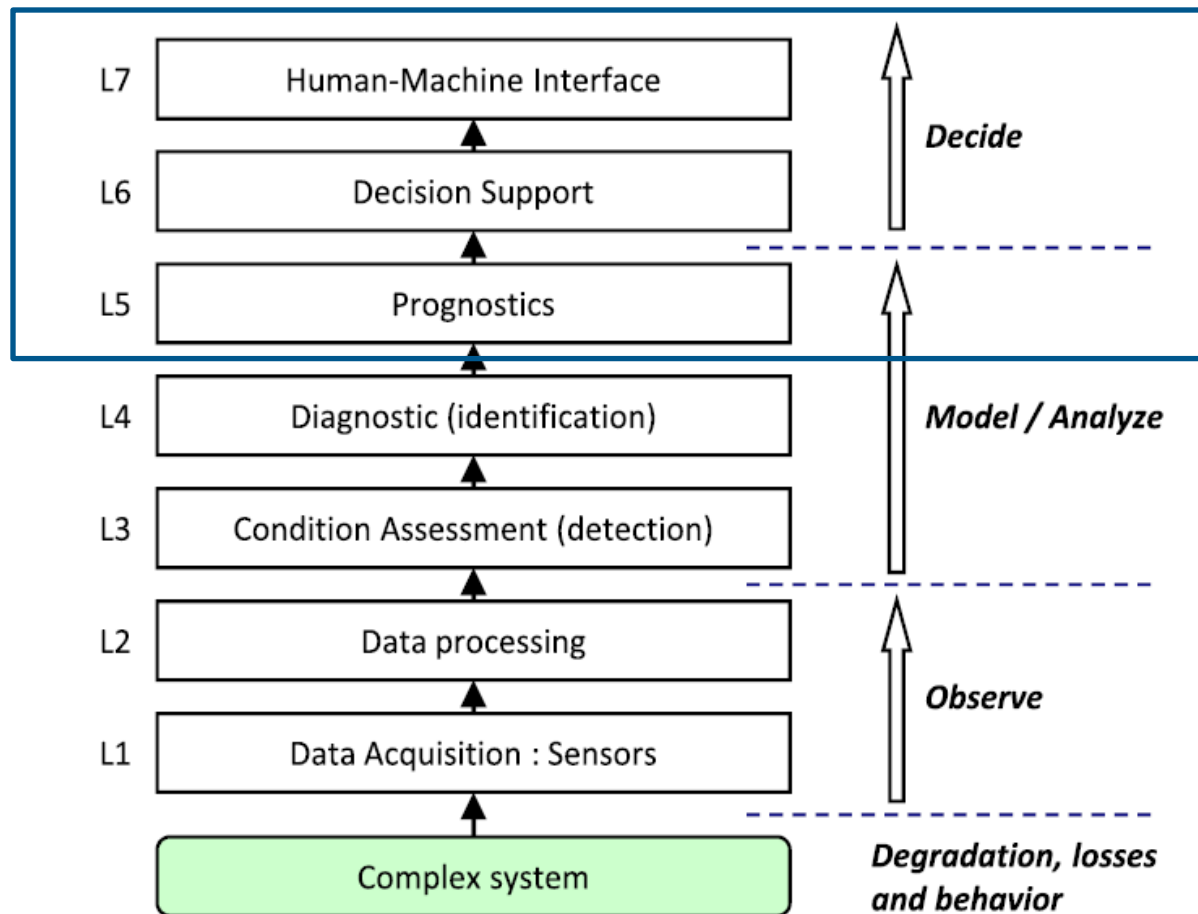 L7 Human-Machine Interface
Decide
L6 Decision Support
L5 Prognostics
L4 Diagnostic (identification)
Model / Analyze
L3 Condition Assessment (detection)
L2 Data processing
Observe
L1 Data Acquisition : Sensors
Complex system
Degradation, losses
and behavior